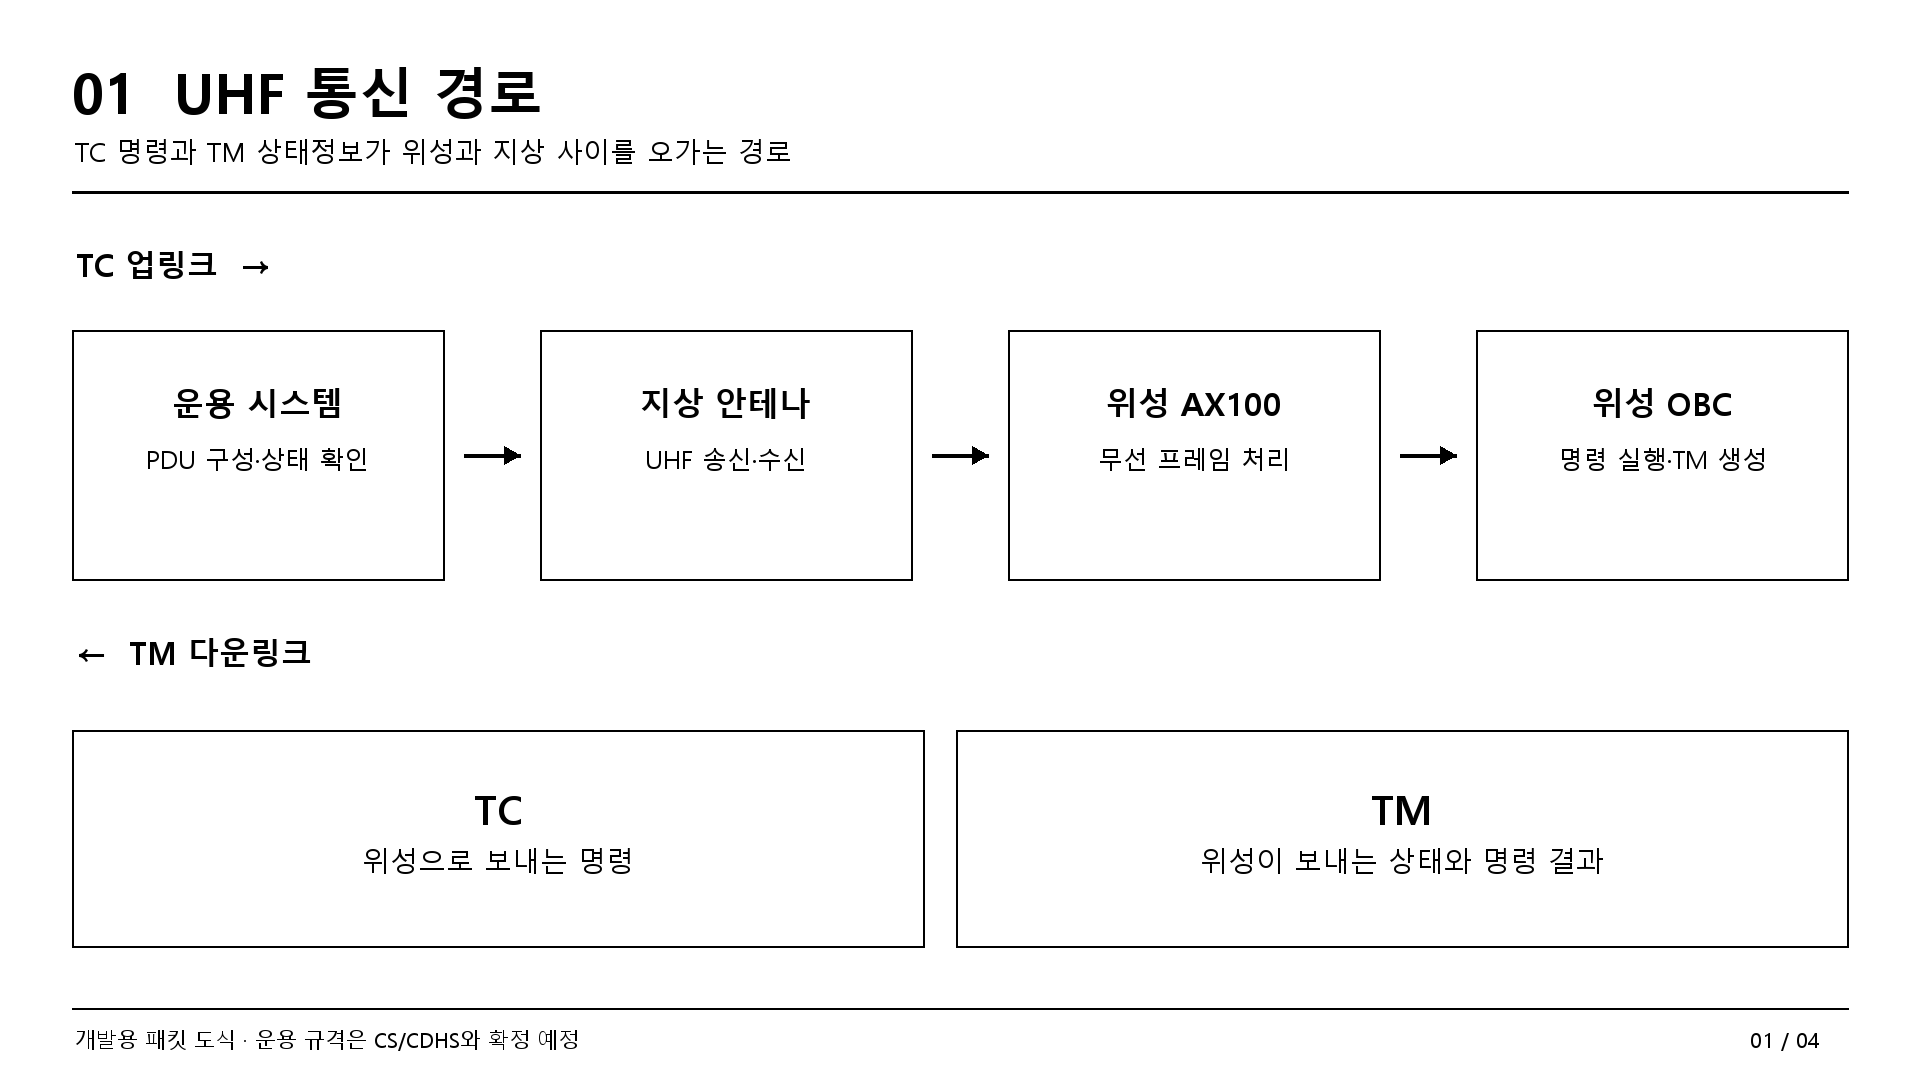 01 UHF 통신 경로
TC 명령과 TM 상태정보가 위성과 지상 사이를 오가는 경로
TC 업링크 →
운용 시스템
PDU 구성·상태 확인
지상 안테나
UHF 송신·수신
위성 AX100
무선 프레임 처리
위성 OBC
명령 실행·TM 생성
← TM 다운링크
TC
위성으로 보내는 명령
TM
위성이 보내는 상태와 명령 결과
개발용 패킷 도식 · 운용 규격은 CS/CDHS와 확정 예정
01 / 04